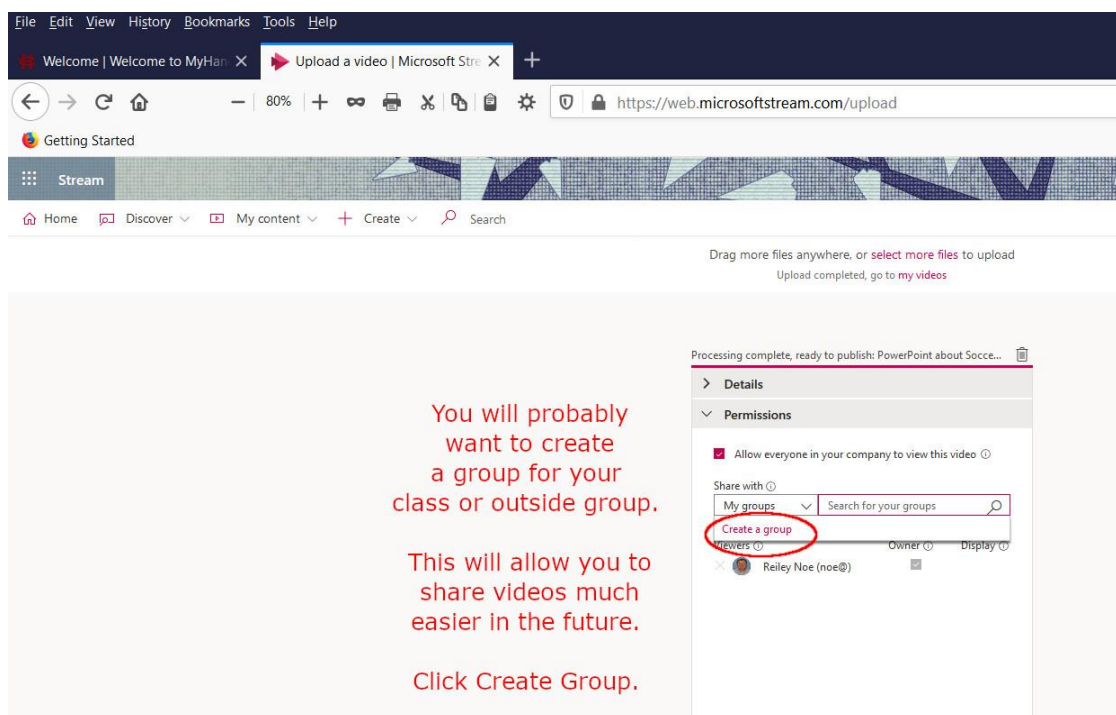 File Edit View History Bookmarks Tools Help
Welcome | Welcome to MyHan
Upload a video | Microsoft Stre
80%
https://web.microsoftstream.com/upload
Getting Started
Stream
Home Discover My content Create Search
Drag more files anywhere, or select more files to upload
Upload completed, go to my videos
Processing complete, ready to publish: PowerPoint about Socce...
Details
Permissions
Allow everyone in your company to view this video
Share with
My groups Search for your groups
Create a group
Viewers Owner Display
Reiley Noe (noe@)
You will probably
want to create
a group for your
class or outside group.
This will allow you to
share videos much
easier in the future.
Click Create Group.